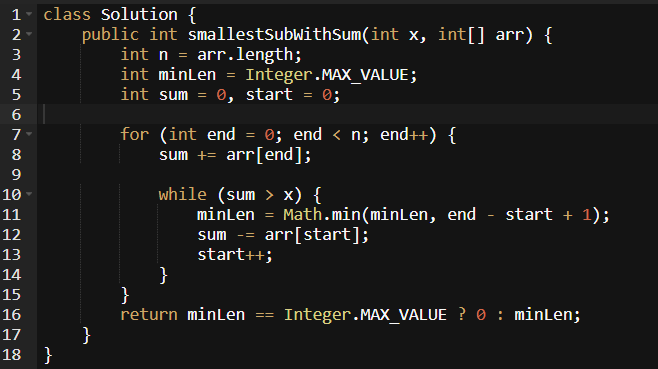 1 class Solution {
2     public int smallestSubWithSum(int x, int[] arr) {
3         int n = arr.length;
4         int minLen = Integer.MAX_VALUE;
5         int sum = 0, start = 0;
6
7         for (int end = 0; end < n; end++) {
8             sum += arr[end];
9
10             while (sum > x) {
11                 minLen = Math.min(minLen, end - start + 1);
12                 sum -= arr[start];
13                 start++;
14             }
15         }
16         return minLen == Integer.MAX_VALUE ? 0 : minLen;
17     }
18 }